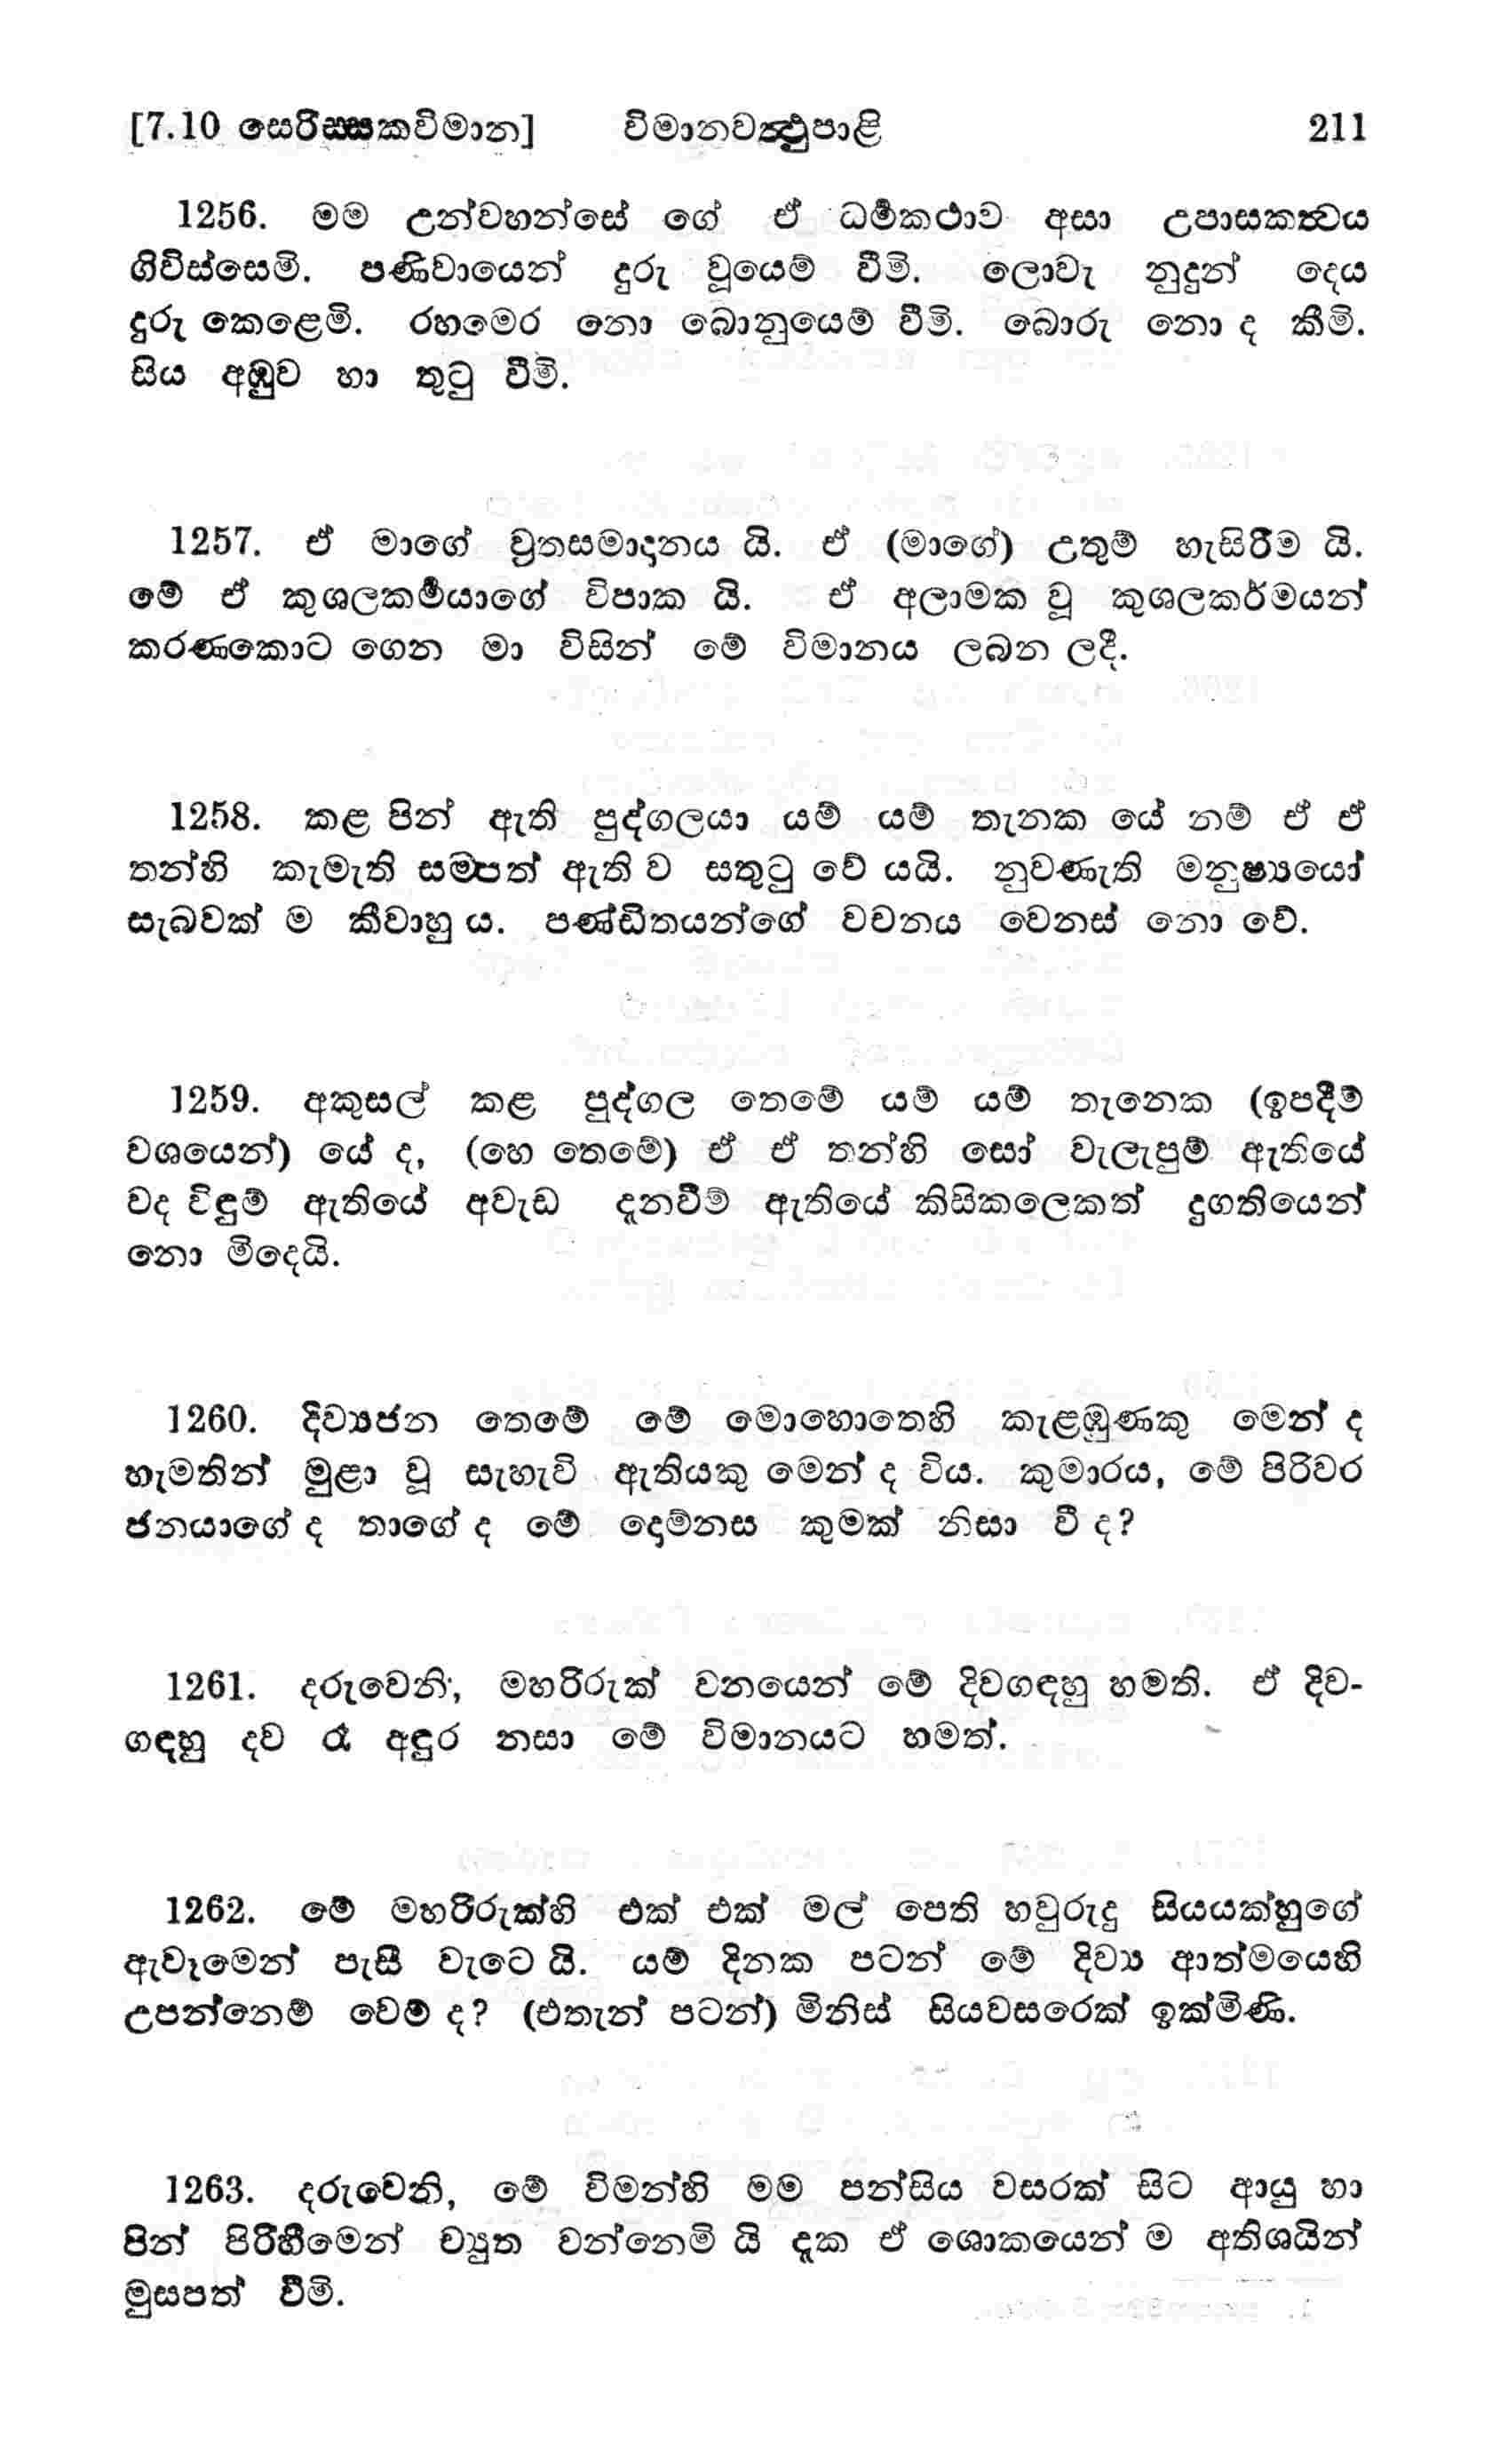 [7.10 සෙරිස්සකවිමාන] විමානවත්‍ථුපාළි 211
1256. මම උන්වහන්සේ ගේ ඒ ධර්‍මකථාව අසා උපාසකත්‍වය
ගිවිස්සෙමි. පණිවායෙන් දුරු වූයෙම් වීමි. ලොවැ නුදුන් දෙය
දුරු කෙළෙමි. රහමෙර නො බොනුයෙම් වීමි. බොරු නො ද කීමි.
සිය අඹුව හා තුටු වීමි.
1257. ඒ මාගේ ව්‍රතසමාදානය යි. ඒ (මාගේ) උතුම් හැසිරීම යි.
මේ ඒ කුශලකර්‍මයාගේ විපාක යි. ඒ අලාමක වූ කුශලකර්මයන්
කරණකොට ගෙන මා විසින් මේ විමානය ලබන ලදී.
1258. කළ පින් ඇති පුද්ගලයා යම් යම් තැනක යේ නම් ඒ ඒ
තන්හි කැමැති සම්පත් ඇති ව සතුටු වේ යයි. නුවණැති මනුෂ්‍යයෝ
සැබවක් ම කීවාහු ය. පණ්ඩිතයන්ගේ වචනය වෙනස් නො වේ.
1259. අකුසල් කළ පුද්ගල තෙමේ යම් යම් තැනෙක (ඉපදීම්
වශයෙන්) යේ ද, (හෙ තෙමේ) ඒ ඒ තන්හි සෝ වැලැපුම් ඇතියේ
වද විඳුම් ඇතියේ අවැඩ දැනවීම් ඇතියේ කිසිකලෙකත් දුගතියෙන්
නො මිදෙයි.
1260. දිව්‍යජන තෙමේ මේ මොහොතෙහි කැළඹුණකු මෙන් ද
හැමතින් මුළා වූ සැහැවි ඇතියකු මෙන් ද විය. කුමාරය, මේ පිරිවර
ජනයාගේ ද තාගේ ද මේ දොම්නස කුමක් නිසා වී ද?
1261. දරුවෙනි, මහරිරුක් වනයෙන් මේ දිවගඳහු හමති. ඒ දිව-
ගඳහු දව රෑ අඳුර නසා මේ විමානයට හමත්.
1262. මේ මහරිරුක්හි එක් එක් මල් පෙති හවුරුදු සියයක්හුගේ
ඇවෑමෙන් පැසී වැටෙ යි. යම් දිනක පටන් මේ දිව්‍ය ආත්මයෙහි
උපන්නෙම් වෙම් ද? (එතැන් පටන්) මිනිස් සියවසරෙක් ඉක්මිණි.
1263. දරුවෙනි, මේ විමන්හි මම පන්සිය වසරක් සිට ආයු හා
පින් පිරිහීමෙන් ච්‍යුත වන්නෙමි යි දැක ඒ ශොකයෙන් ම අතිශයින්
මුසපත් වීමි.